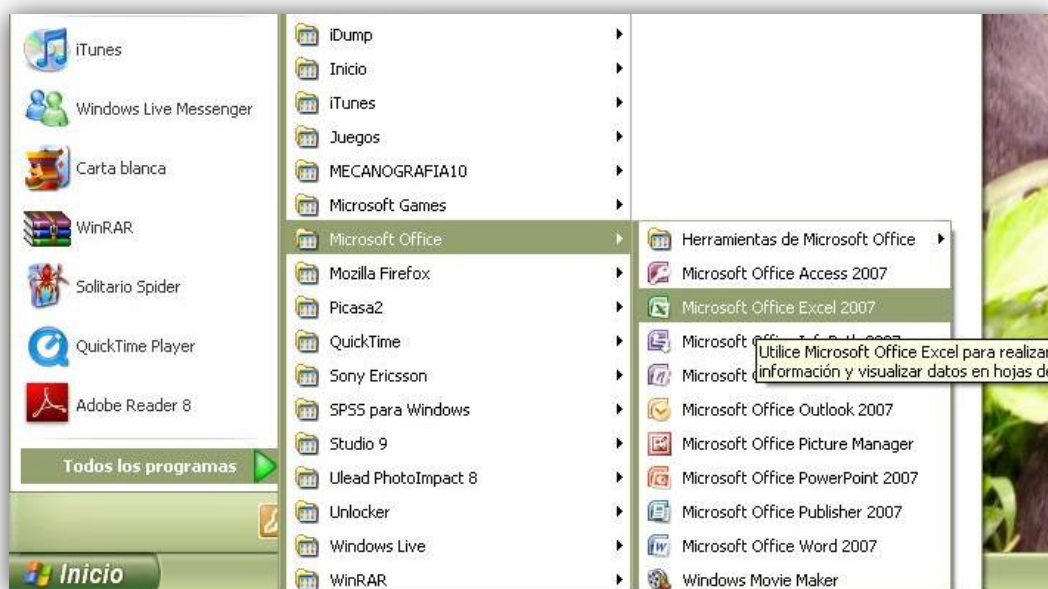 iTunes
Windows Live Messenger
Carta blanca
WinRAR
Solitario Spider
QuickTime Player
Adobe Reader 8
Todos los programas
Inicio
iDump
Inicio
iTunes
Juegos
MECANOGRAFIA10
Microsoft Games
Microsoft Office
Mozilla Firefox
Picasa2
QuickTime
Sony Ericsson
SPSS para Windows
Studio 9
Ulead PhotoImpact 8
Unlocker
Windows Live
WinRAR
Herramientas de Microsoft Office
Microsoft Office Access 2007
Microsoft Office Excel 2007
Microsoft
Utilice Microsoft Office Excel para realizar
información y visualizar datos en hojas de
Microsoft
Microsoft Office Outlook 2007
Microsoft Office Picture Manager
Microsoft Office PowerPoint 2007
Microsoft Office Publisher 2007
Microsoft Office Word 2007
Windows Movie Maker